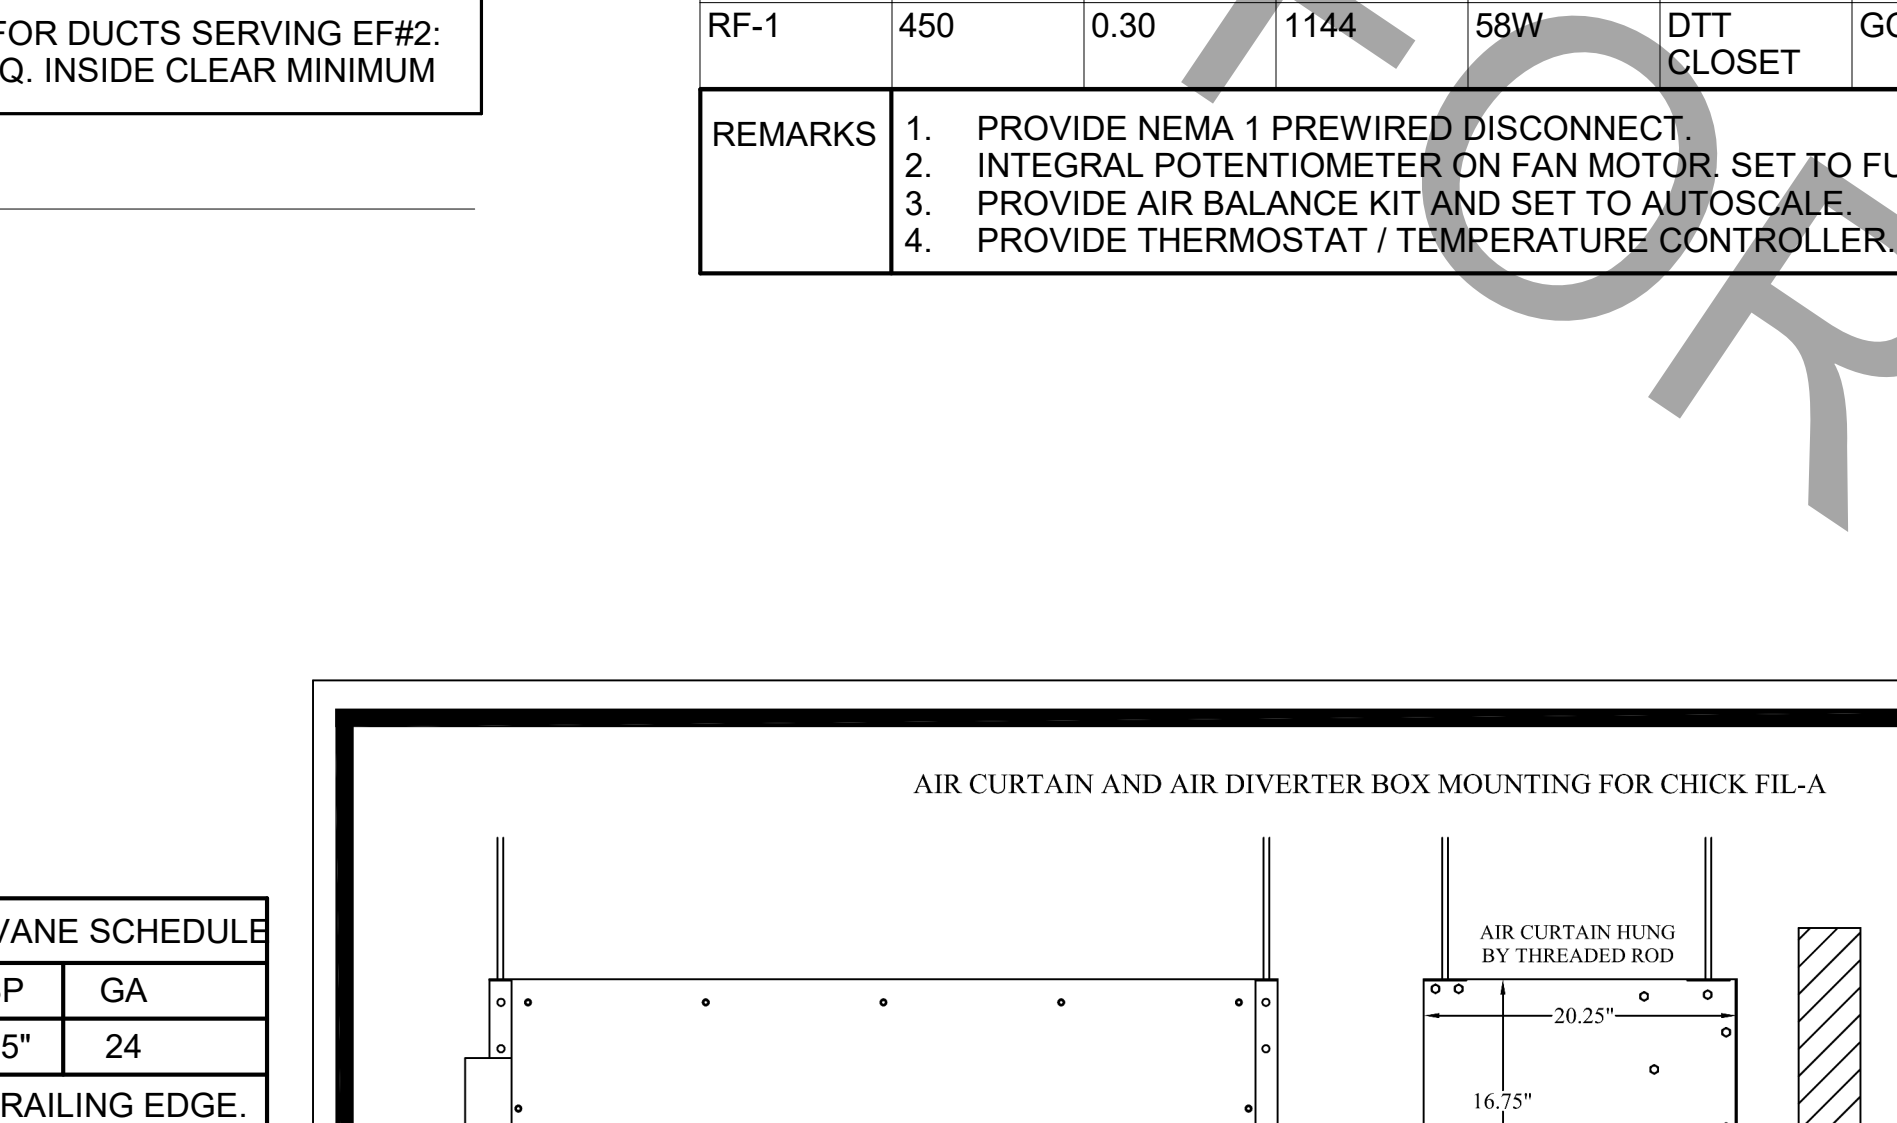 FOR DUCTS SERVING EF#2:
Q. INSIDE CLEAR MINIMUM
RF-1 450 0.30 1144 58W DTT CLOSET
REMARKS
1. PROVIDE NEMA 1 PREWIRED DISCONNECT.
2. INTEGRAL POTENTIOMETER ON FAN MOTOR. SET TO
3. PROVIDE AIR BALANCE KIT AND SET TO AUTOSCALE.
4. PROVIDE THERMOSTAT / TEMPERATURE CONTROLLER.
FOR
AIR CURTAIN AND AIR DIVERTER BOX MOUNTING FOR CHICK FIL-A
AIR CURTAIN HUNG
BY THREADED ROD
20.25"
16.75"
VANE SCHEDULE
GA
5" 24
RAILING EDGE.